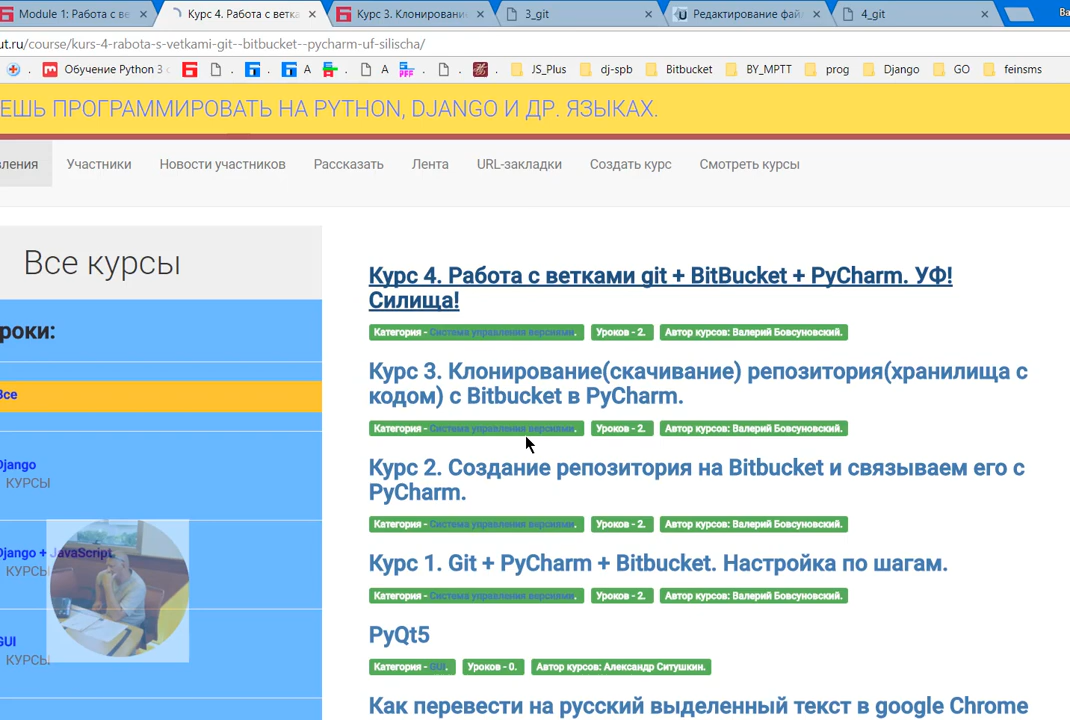 Module 1: Работа с ве
Курс 4. Работа с ветка
Курс 3. Клонировани
3_git
Редактирование фай
4_git
Ва
ut.ru/course/kurs-4-rabota-s-vetkami-git--bitbucket--pycharm-uf-silischa/
Обучение Python 3 с
A
A
JS_Plus
dj-spb
Bitbucket
BY_MPTT
prog
Django
GO
feinsms
ЕШЬ ПРОГРАММИРОВАТЬ НА PYTHON, DJANGO И ДР. ЯЗЫКАХ.
вления
Участники
Новости участников
Рассказать
Лента
URL-закладки
Создать курс
Смотреть курсы
Все курсы
роки:
Все
Django
КУРСЫ
Django + JavaScript
КУРСЫ
GUI
КУРСЫ
Курс 4. Работа с ветками git + BitBucket + PyCharm. УФ!
Силища!
Категория - Система управления версиями.
Уроков - 2.
Автор курсов: Валерий Бовсуновский.
Курс 3. Клонирование(скачивание) репозитория(хранилища с
кодом) с Bitbucket в PyCharm.
Категория - Система управления версиями.
Уроков - 2.
Автор курсов: Валерий Бовсуновский.
Курс 2. Создание репозитория на Bitbucket и связываем его с
PyCharm.
Категория - Система управления версиями.
Уроков - 2.
Автор курсов: Валерий Бовсуновский.
Курс 1. Git + PyCharm + Bitbucket. Настройка по шагам.
Категория - Система управления версиями.
Уроков - 2.
Автор курсов: Валерий Бовсуновский.
PyQt5
Категория - GUI.
Уроков - 0.
Автор курсов: Александр Ситушкин.
Как перевести на русский выделенный текст в google Chrome